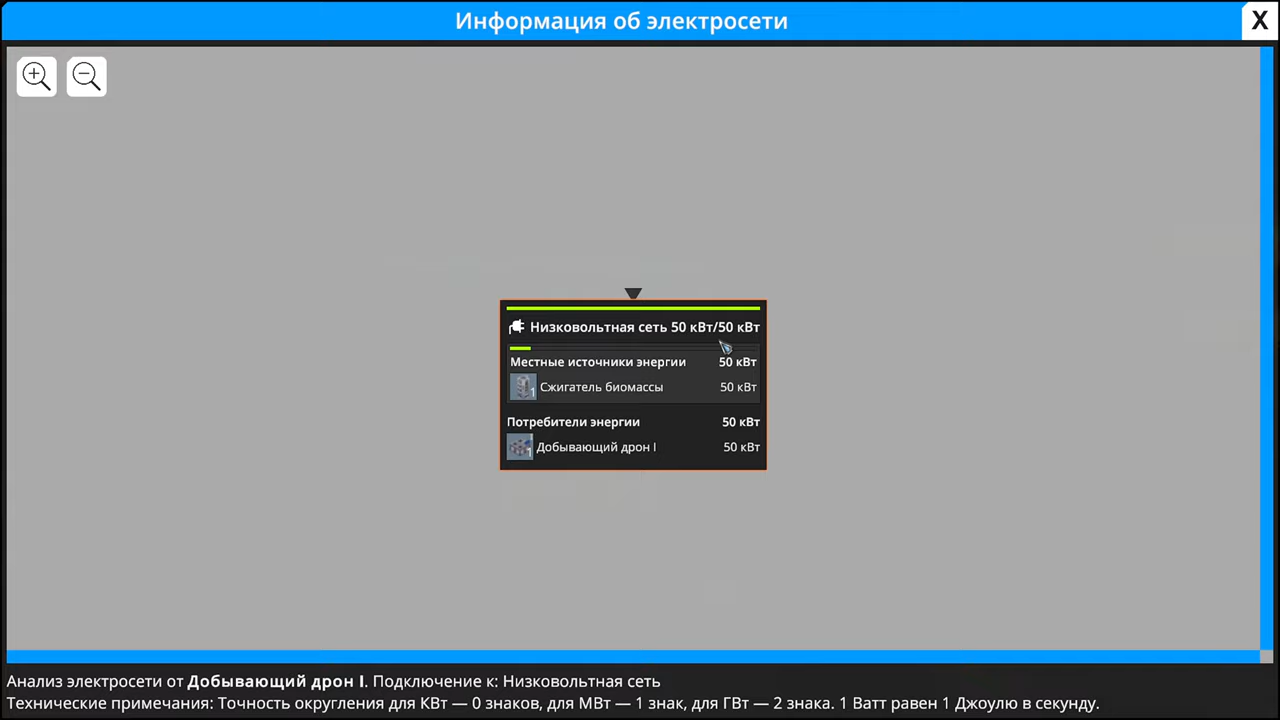 Информация об электросети
X
Низковольтная сеть 50 кВт/50 кВт
Местные источники энергии 50 кВт
1 Сжигатель биомассы 50 кВт
Потребители энергии 50 кВт
1 Добывающий дрон I 50 кВт
Анализ электросети от Добывающий дрон I. Подключение к: Низковольтная сеть
Технические примечания: Точность округления для КВт — 0 знаков, для МВт — 1 знак, для ГВт — 2 знака. 1 Ватт равен 1 Джоулю в секунду.